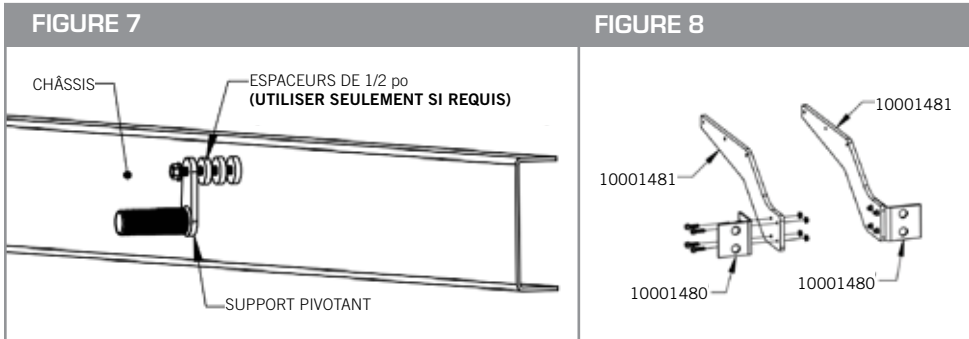 FIGURE 7
CHÂSSIS
ESPACEURS DE 1/2 po
(UTILISER SEULEMENT SI REQUIS)
SUPPORT PIVOTANT
FIGURE 8
10001481
10001481
10001480
10001480